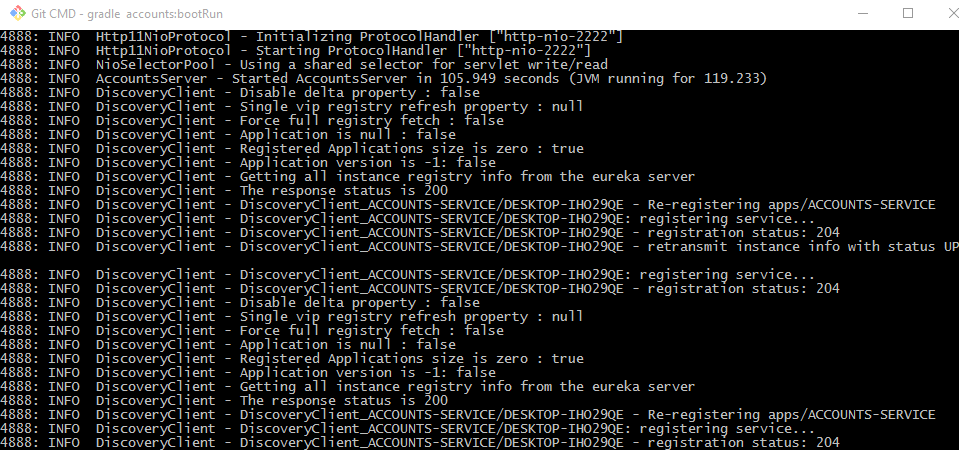 Git CMD - gradle accounts:bootRun
4888: INFO  Http11NioProtocol - Initializing ProtocolHandler ["http-nio-2222"]
4888: INFO  Http11NioProtocol - Starting ProtocolHandler ["http-nio-2222"]
4888: INFO  NioSelectorPool - Using a shared selector for servlet write/read
4888: INFO  AccountsServer - Started AccountsServer in 105.949 seconds (JVM running for 119.233)
4888: INFO  DiscoveryClient - Disable delta property : false
4888: INFO  DiscoveryClient - Single vip registry refresh property : null
4888: INFO  DiscoveryClient - Force full registry fetch : false
4888: INFO  DiscoveryClient - Application is null : false
4888: INFO  DiscoveryClient - Registered Applications size is zero : true
4888: INFO  DiscoveryClient - Application version is -1: false
4888: INFO  DiscoveryClient - Getting all instance registry info from the eureka server
4888: INFO  DiscoveryClient - The response status is 200
4888: INFO  DiscoveryClient - DiscoveryClient_ACCOUNTS-SERVICE/DESKTOP-IHO29QE - Re-registering apps/ACCOUNTS-SERVICE
4888: INFO  DiscoveryClient - DiscoveryClient_ACCOUNTS-SERVICE/DESKTOP-IHO29QE: registering service...
4888: INFO  DiscoveryClient - DiscoveryClient_ACCOUNTS-SERVICE/DESKTOP-IHO29QE - registration status: 204
4888: INFO  DiscoveryClient - DiscoveryClient_ACCOUNTS-SERVICE/DESKTOP-IHO29QE - retransmit instance info with status UP
4888: INFO  DiscoveryClient - DiscoveryClient_ACCOUNTS-SERVICE/DESKTOP-IHO29QE: registering service...
4888: INFO  DiscoveryClient - DiscoveryClient_ACCOUNTS-SERVICE/DESKTOP-IHO29QE - registration status: 204
4888: INFO  DiscoveryClient - Disable delta property : false
4888: INFO  DiscoveryClient - Single vip registry refresh property : null
4888: INFO  DiscoveryClient - Force full registry fetch : false
4888: INFO  DiscoveryClient - Application is null : false
4888: INFO  DiscoveryClient - Registered Applications size is zero : true
4888: INFO  DiscoveryClient - Application version is -1: false
4888: INFO  DiscoveryClient - Getting all instance registry info from the eureka server
4888: INFO  DiscoveryClient - The response status is 200
4888: INFO  DiscoveryClient - DiscoveryClient_ACCOUNTS-SERVICE/DESKTOP-IHO29QE - Re-registering apps/ACCOUNTS-SERVICE
4888: INFO  DiscoveryClient - DiscoveryClient_ACCOUNTS-SERVICE/DESKTOP-IHO29QE: registering service...
4888: INFO  DiscoveryClient - DiscoveryClient_ACCOUNTS-SERVICE/DESKTOP-IHO29QE - registration status: 204